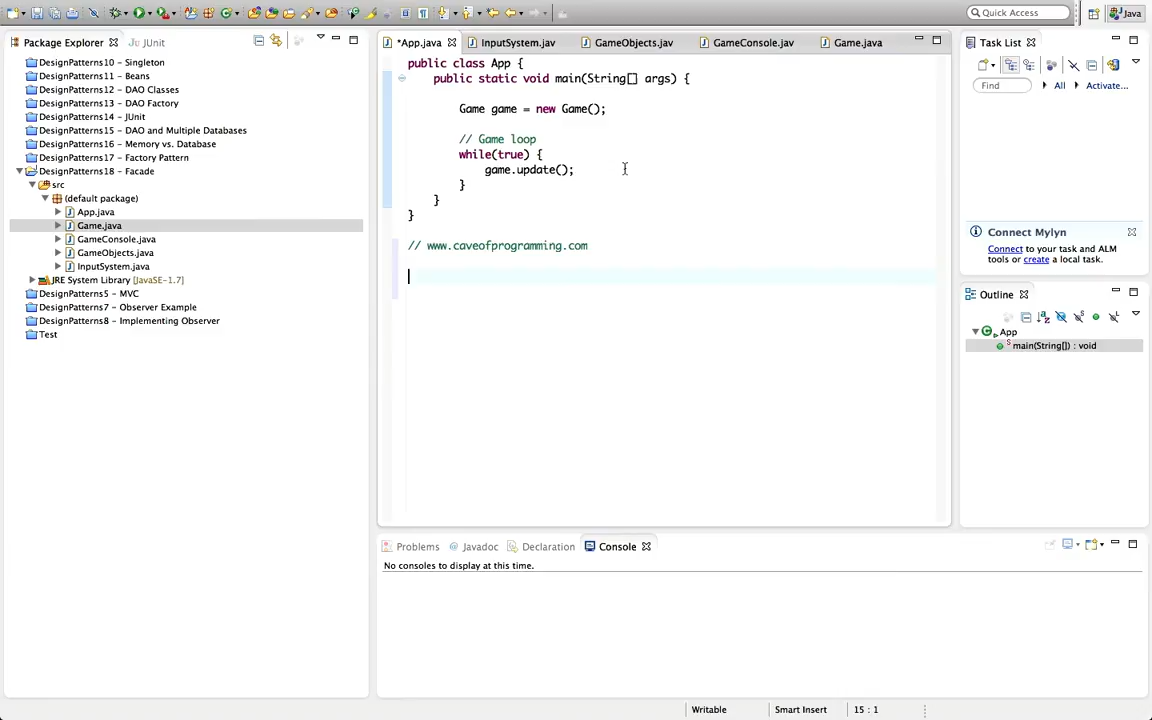 Quick Access
Java
Package Explorer
JUnit
DesignPatterns10 – Singleton
DesignPatterns11 – Beans
DesignPatterns12 – DAO Classes
DesignPatterns13 – DAO Factory
DesignPatterns14 – JUnit
DesignPatterns15 – DAO and Multiple Databases
DesignPatterns16 – Memory vs. Database
DesignPatterns17 – Factory Pattern
DesignPatterns18 – Facade
src
(default package)
App.java
Game.java
GameConsole.java
GameObjects.java
InputSystem.java
JRE System Library [JavaSE-1.7]
DesignPatterns5 – MVC
DesignPatterns7 – Observer Example
DesignPatterns8 – Implementing Observer
Test
*App.java
InputSystem.jav
GameObjects.jav
GameConsole.jav
Game.java
public class App {
public static void main(String[] args) {
Game game = new Game();
// Game loop
while(true) {
game.update();
}
}
}
// www.caveofprogramming.com
Task List
Find
All
Activate...
Connect Mylyn
Connect to your task and ALM
tools or create a local task.
Outline
App
main(String[]) : void
Problems
Javadoc
Declaration
Console
No consoles to display at this time.
Writable
Smart Insert
15 : 1